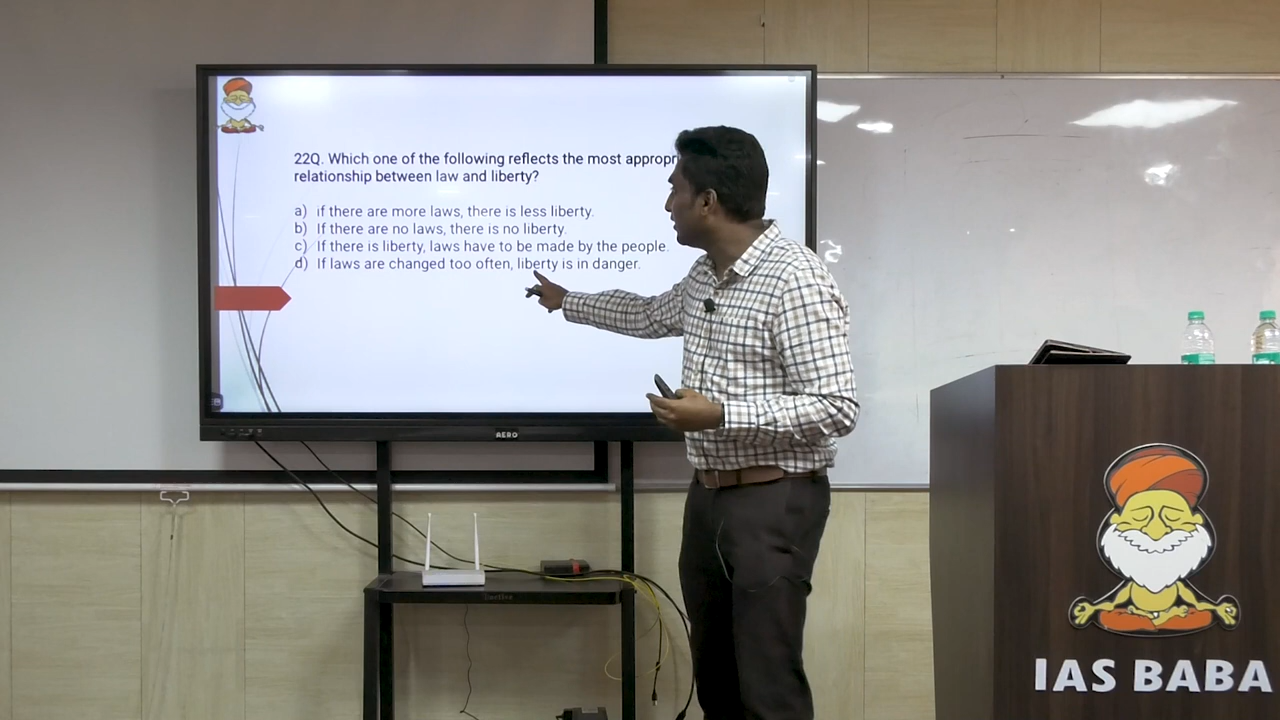 22Q. Which one of the following reflects the most
relationship between law and liberty?
a) if there are more laws, there is less liberty.
b) If there are no laws, there is no liberty.
c) If there is liberty, laws have to be made by the people.
d) If laws are changed too often, liberty is in danger.
AERO
IAS BABA